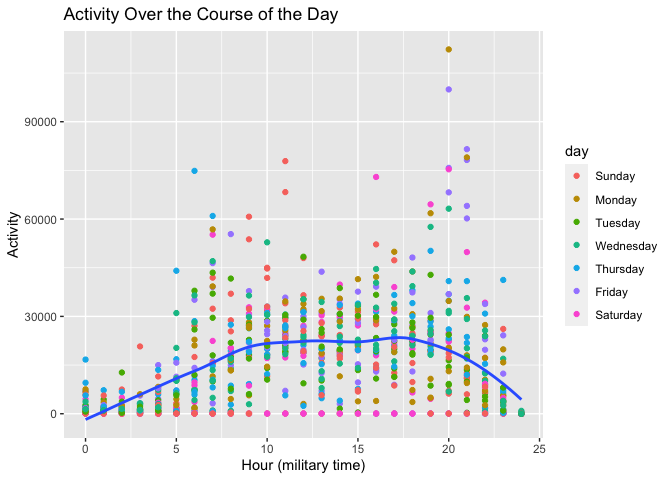 Activity Over the Course of the Day
Activity
90000
60000
30000
0
0 5 10 15 20 25
Hour (military time)
day
Sunday
Monday
Tuesday
Wednesday
Thursday
Friday
Saturday